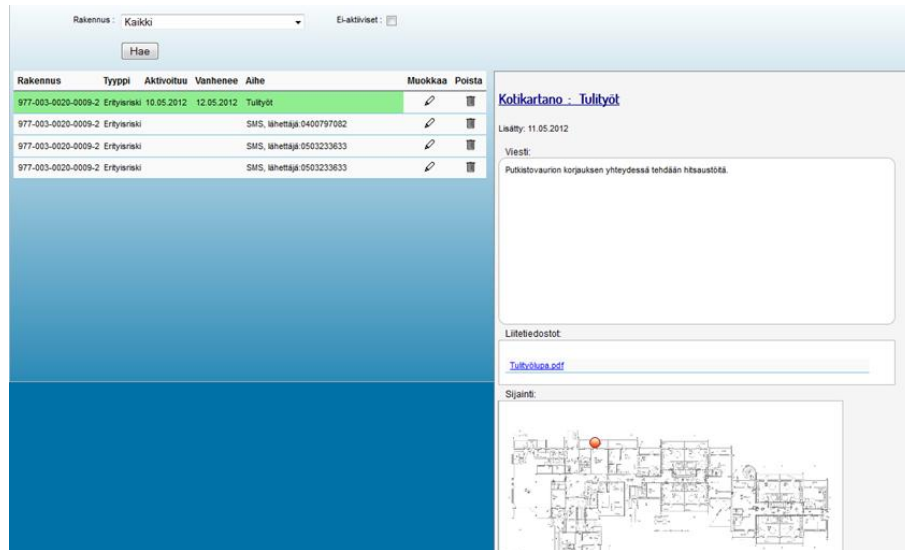 Rakennus : Kaikki Ei-aktiiviset :
Hae
Rakennus Tyyppi Aktivoituu Vanhenee Aihe Muokkaa Poista
977-003-0020-0009-2 Erityisriski 10.05.2012 12.05.2012 Tulityöt
977-003-0020-0009-2 Erityisriski SMS, lähettäjä:0400797082
977-003-0020-0009-2 Erityisriski SMS, lähettäjä:0503233633
977-003-0020-0009-2 Erityisriski SMS, lähettäjä:0503233633
Kotikartano : Tulityöt
Lisätty: 11.05.2012
Viesti:
Putkistovaurion korjauksen yhteydessä tehdään hitsaustöitä.
Liitetiedostot:
Tulityölupa.pdf
Sijainti: